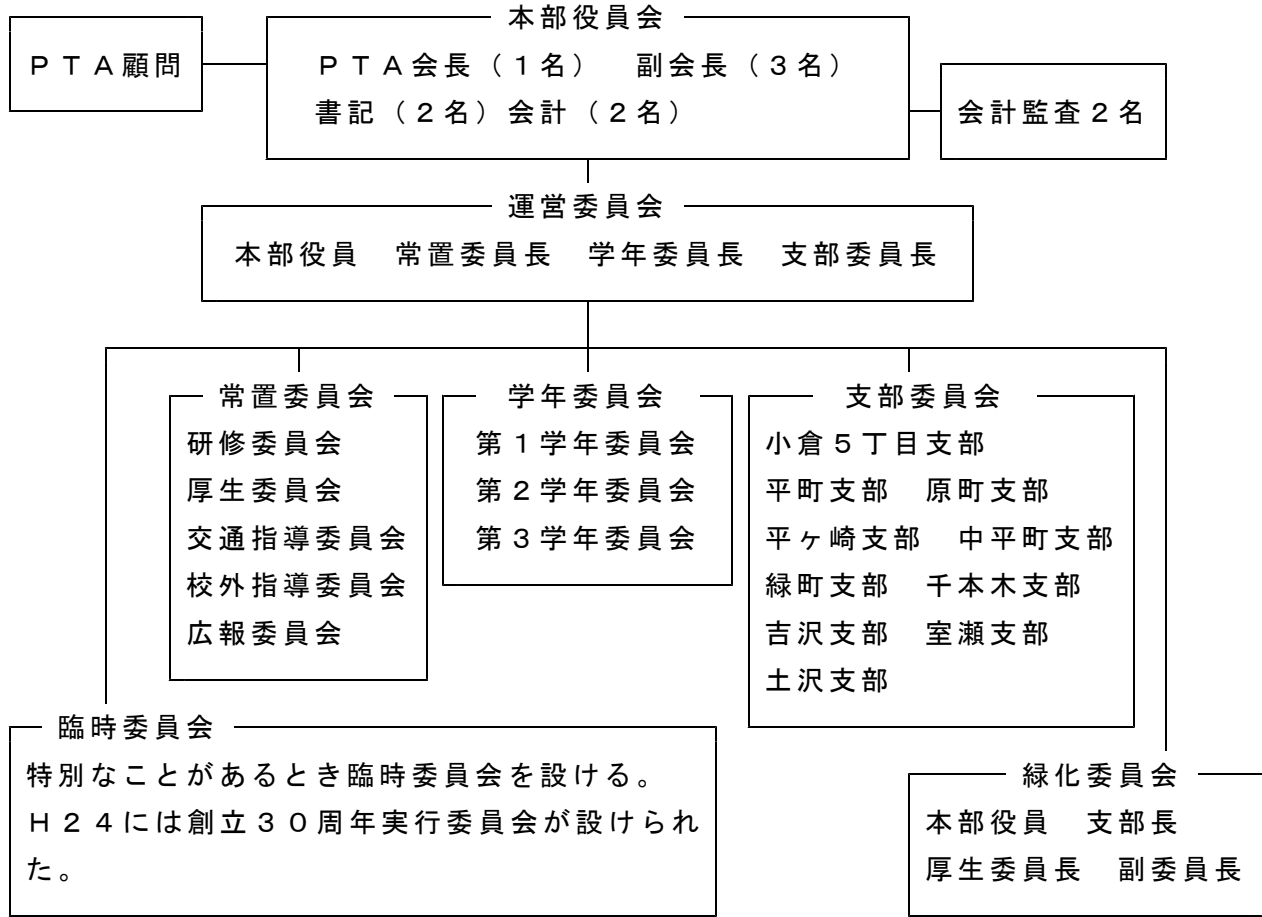 本部役員会
ＰＴＡ顧問
ＰＴＡ会長（１名）　副会長（３名）
書記（２名）会計（２名）
会計監査２名
運営委員会
本部役員　常置委員長　学年委員長　支部委員長
常置委員会
研修委員会
厚生委員会
交通指導委員会
校外指導委員会
広報委員会
学年委員会
第１学年委員会
第２学年委員会
第３学年委員会
支部委員会
小倉５丁目支部
平町支部　原町支部
平ヶ崎支部　中平町支部
緑町支部　千本木支部
吉沢支部　室瀬支部
土沢支部
臨時委員会
特別なことがあるとき臨時委員会を設ける。
Ｈ２４には創立３０周年実行委員会が設けられ
た。
緑化委員会
本部役員　支部長
厚生委員長　副委員長